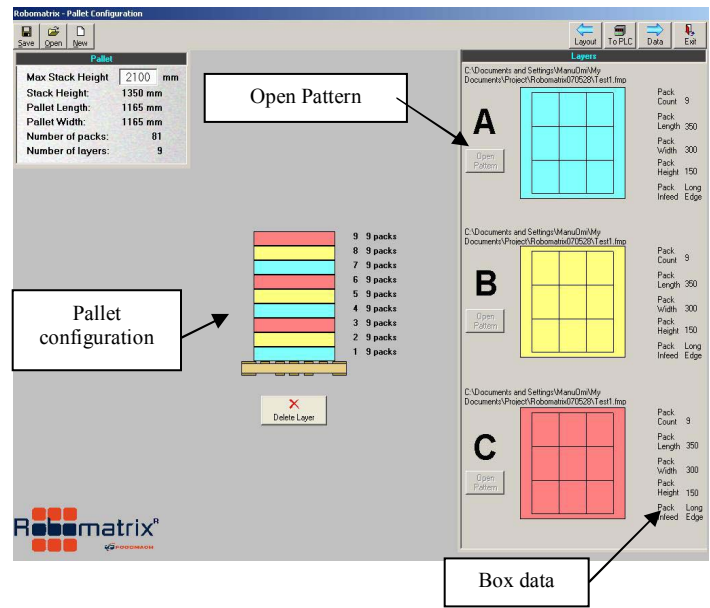 Robomatrix - Pallet Configuration
Save Open New
Layout To PLC Data Exit
Pallet
Max Stack Height 2100 mm
Stack Height: 1350 mm
Pallet Length: 1165 mm
Pallet Width: 1165 mm
Number of packs: 81
Number of layers: 9
Open Pattern
Pallet
configuration
9 9 packs
8 9 packs
7 9 packs
6 9 packs
5 9 packs
4 9 packs
3 9 packs
2 9 packs
1 9 packs
Delete Layer
Layers
C:\Documents and Settings\ManuOmi\My
Documents\Project\Robomatrix070528\Test1.fmp
A
Open
Pattern
Pack
Count 9
Pack
Length 350
Pack
Width 300
Pack
Height 150
Pack Long
Infeed Edge
C:\Documents and Settings\ManuOmi\My
Documents\Project\Robomatrix070528\Test1.fmp
B
Open
Pattern
Pack
Count 9
Pack
Length 350
Pack
Width 300
Pack
Height 150
Pack Long
Infeed Edge
C:\Documents and Settings\ManuOmi\My
Documents\Project\Robomatrix070528\Test1.fmp
C
Open
Pattern
Pack
Count 9
Pack
Length 350
Pack
Width 300
Pack
Height 150
Pack Long
Infeed Edge
Box data
Robomatrix R
FOODMACH